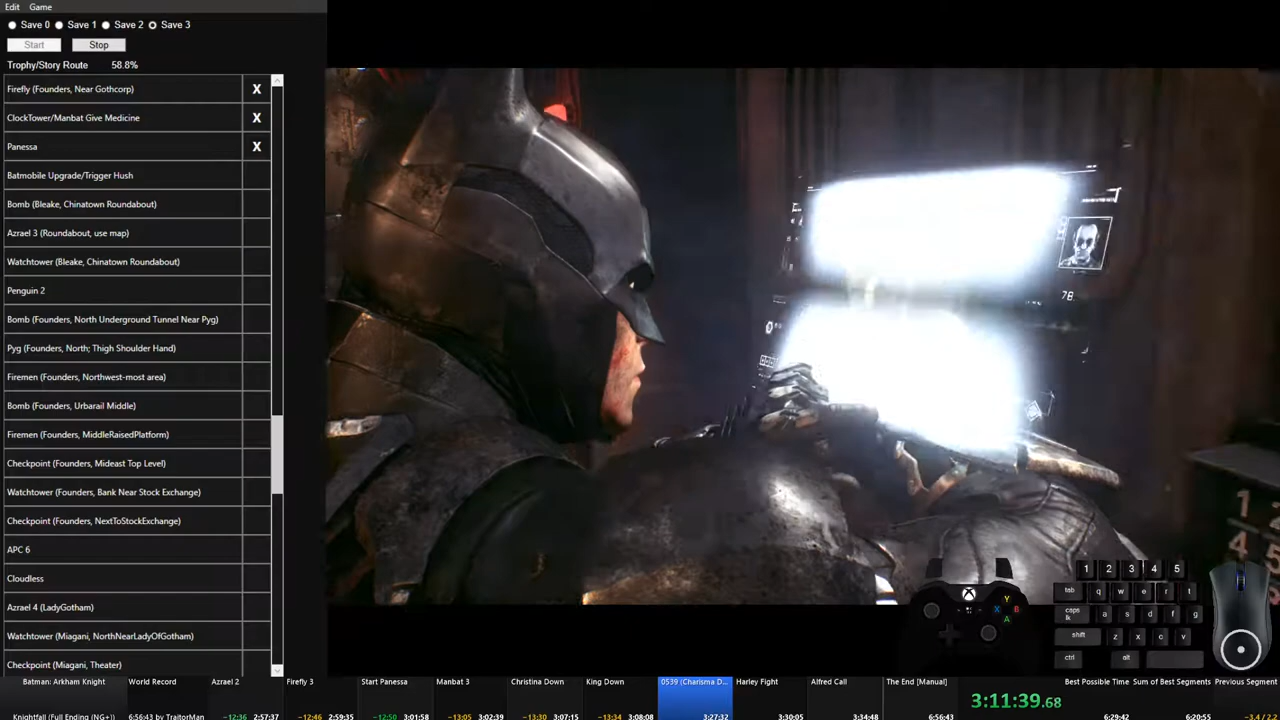 Edit Game
Save 0 Save 1 Save 2 Save 3
Start Stop
Trophy/Story Route 58.8%
Firefly (Founders, Near Gothcorp) X
ClockTower/Manbat Give Medicine X
Panessa X
Batmobile Upgrade/Trigger Hush
Bomb (Bleake, Chinatown Roundabout)
Azrael 3 (Roundabout, use map)
Watchtower (Bleake, Chinatown Roundabout)
Penguin 2
Bomb (Founders, North Underground Tunnel Near Pyg)
Pyg (Founders, North; Thigh Shoulder Hand)
Firemen (Founders, Northwest-most area)
Bomb (Founders, Urbarail Middle)
Firemen (Founders, MiddleRaisedPlatform)
Checkpoint (Founders, Mideast Top Level)
Watchtower (Founders, Bank Near Stock Exchange)
Checkpoint (Founders, NextToStockExchange)
APC 6
Cloudless
Azrael 4 (LadyGotham)
Watchtower (Miagani, NorthNearLadyOfGotham)
Checkpoint (Miagani, Theater)
78
1
4
Y
X B
A
1 2 3 4 5
tab q w e r t
caps lk a s d f g
shift z x c v
ctrl alt
Batman: Arkham Knight World Record Azrael 2 Firefly 3 Start Panessa Manbat 3 Christina Down King Down 0539 (Charisma D... Harley Fight Alfred Call The End [Manual] 3:11:39.68 Best Possible Time Sum of Best Segments Previous Segment
Knightfall (Full Ending (NG+)) 6:56:43 by TraitorMan -12:36 2:57:37 -12:46 2:59:35 -12:50 3:01:58 -13:05 3:02:39 -13:30 3:07:15 -13:34 3:08:08 3:27:32 3:30:05 3:34:48 6:56:43 6:29:42 6:20:55 -3.4 /